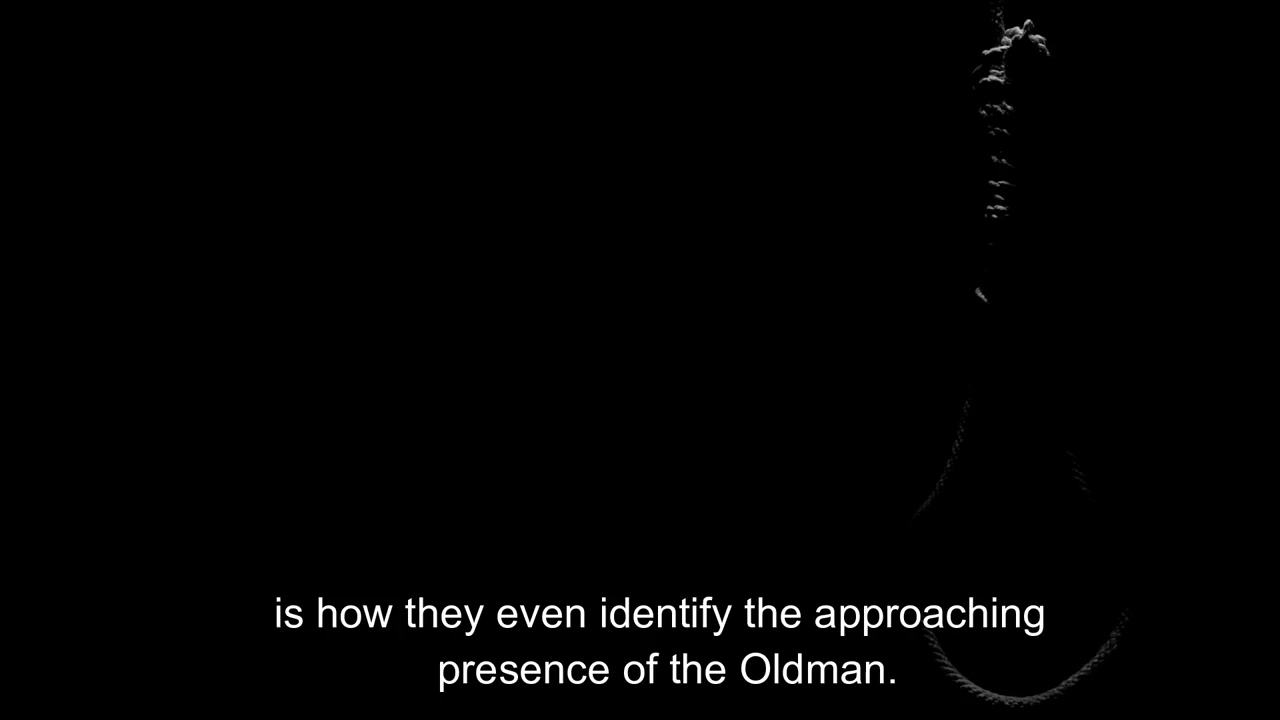 is how they even identify the approaching
presence of the Oldman.